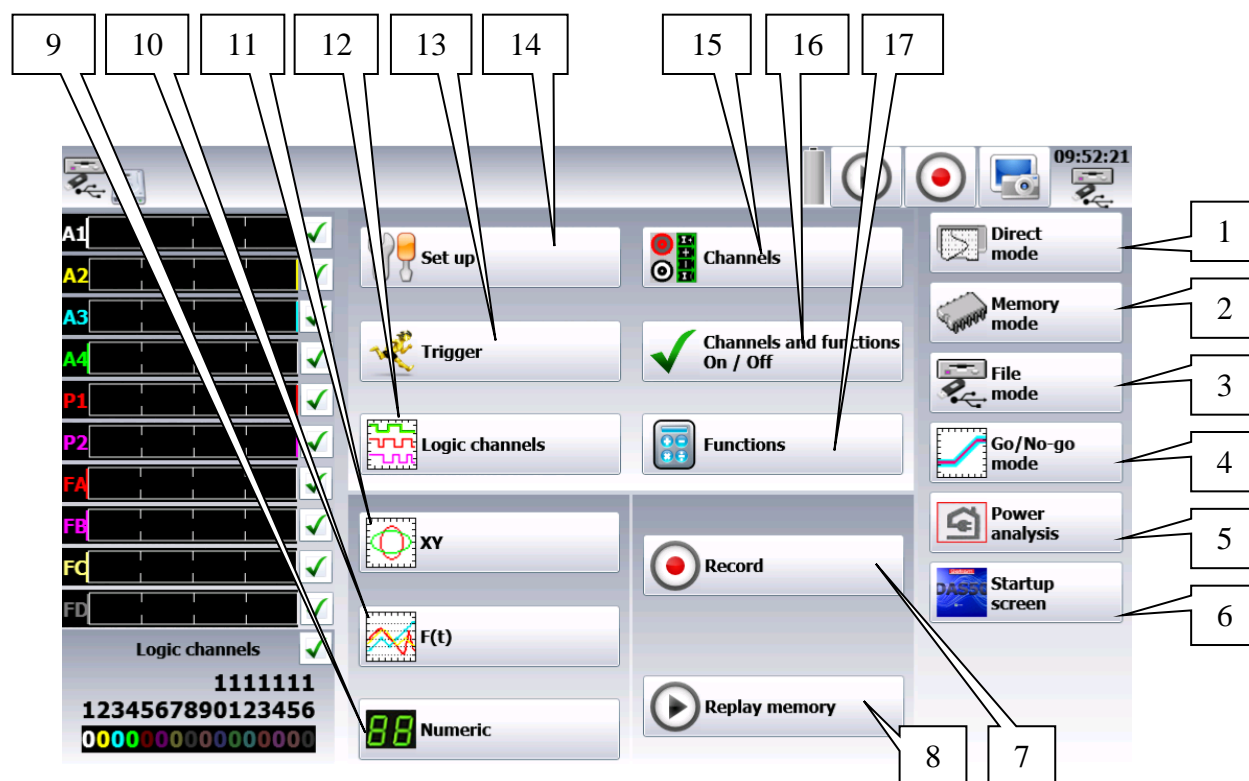 9 10 11 12 13 14 15 16 17
09:52:21
A1
A2
A3
A4
P1
P2
FA
FB
FC
FD
Logic channels
1111111
1234567890123456
0000000000000000
Set up
Trigger
Logic channels
Channels
Channels and functions
On / Off
Functions
XY
F(t)
Numeric
Record
Replay memory
Direct
mode
Memory
mode
File
mode
Go/No-go
mode
Power
analysis
Startup
screen
1
2
3
4
5
6
8 7